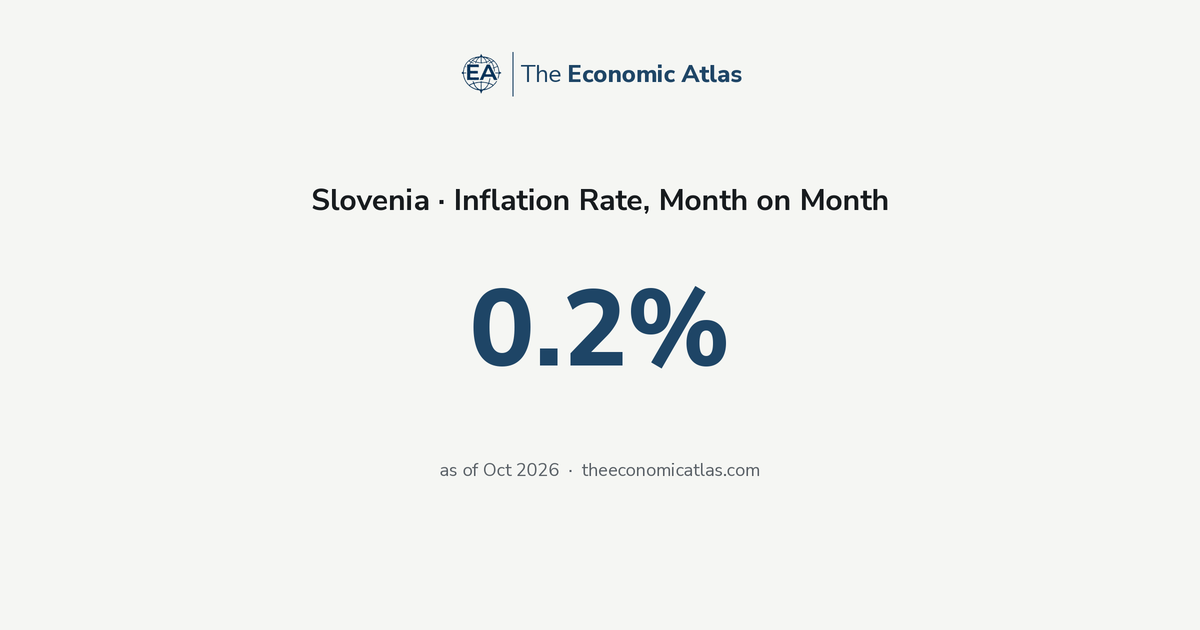 EA The Economic Atlas
Slovenia · Inflation Rate, Month on Month
0.2%
as of Oct 2026 · theeconomicatlas.com